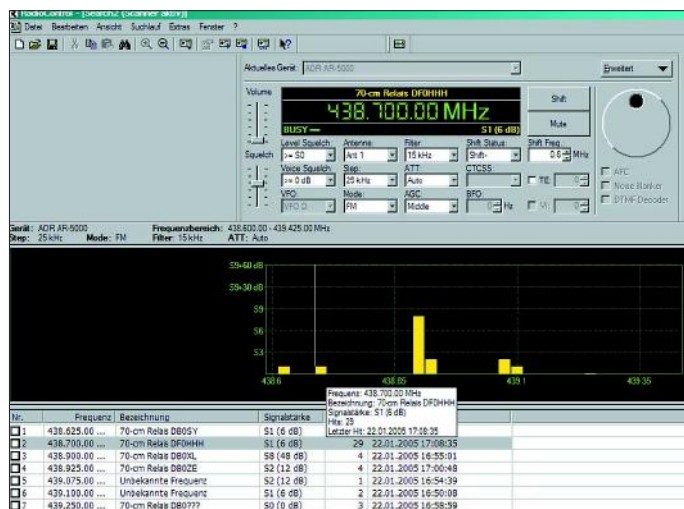 RadioControl - [Search2 (Scanner aktiv)]
Datei Bearbeiten Ansicht Suchlauf Extras Fenster ?
Aktuelles Gerät: AOR AR-5000 Erweitert
Volume
70-cm Relais DF0HHH
438.700.00 MHz
BUSY S1 (6 dB)
Shift
Mute
Squelch
Level Squelch: Antenne: Filter: Shift Status: Shift Freq.:
>= S0 Ant 1 15 kHz Shift- 0.6 MHz
Voice Squelch: Step: ATT: CTCSS:
>= 0 dB 25 kHz Auto TE: 0
VFO: Mode: AGC: BFO:
VFO 0 FM Middle 0 Hz VI: 0
AFC
Noise Blanker
DTMF Decoder
Gerät: AOR AR-5000 Frequenzbereich: 438.600.00 - 439.425.00 MHz
Step: 25 kHz Mode: FM Filter: 15 kHz ATT: Auto
S9+60 dB
S9+30 dB
S9
S6
S3
438.6 438.85 439.1 439.35
Frequenz: 438.700.00 MHz
Bezeichnung: 70-cm Relais DF0HHH
Signalstärke: S1 (6 dB)
Hits: 29
Letzter Hit: 22.01.2005 17:08:35
Nr. Frequenz Bezeichnung Signalstärke
1 438.625.00 ... 70-cm Relais DB0SY S1 (6 dB)
2 438.700.00 ... 70-cm Relais DF0HHH S1 (6 dB) 29 22.01.2005 17:08:35
3 438.900.00 ... 70-cm Relais DB0XL S8 (48 dB) 4 22.01.2005 16:55:01
4 438.925.00 ... 70-cm Relais DB0ZE S2 (12 dB) 4 22.01.2005 17:00:48
5 439.075.00 ... Unbekannte Frequenz S2 (12 dB) 1 22.01.2005 16:54:39
6 439.100.00 ... Unbekannte Frequenz S1 (6 dB) 2 22.01.2005 16:50:08
7 439.250.00 ... 70-cm Relais DB0??? S0 (0 dB) 3 22.01.2005 16:58:59